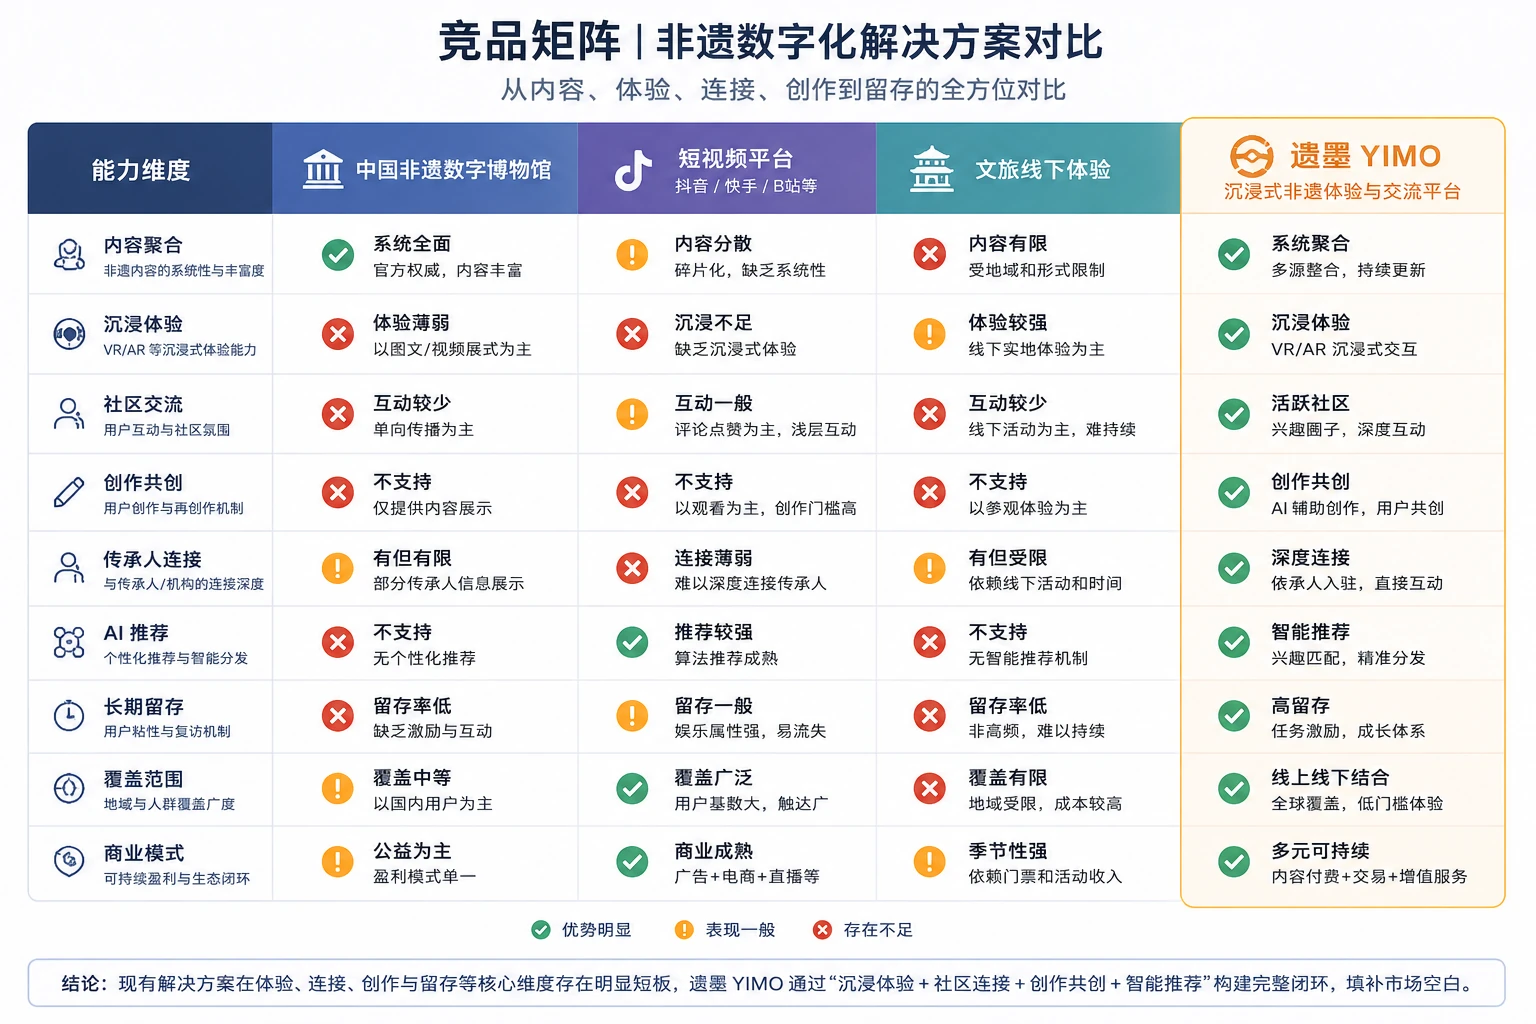 竞品矩阵 | 非遗数字化解决方案对比
从内容、体验、连接、创作到留存的全方位对比
能力维度
中国非遗数字博物馆
短视频平台
抖音 / 快手 / B站等
文旅线下体验
遗墨 YIMO
沉浸式非遗体验与交流平台
内容聚合
非遗内容的系统性与丰富度
系统全面
官方权威，内容丰富
内容分散
碎片化，缺乏系统性
内容有限
受地域和形式限制
系统聚合
多源整合，持续更新
沉浸体验
VR/AR 等沉浸式体验能力
体验薄弱
以图文/视频展式为主
沉浸不足
缺乏沉浸式体验
体验较强
线下实地体验为主
沉浸体验
VR/AR 沉浸式交互
社区交流
用户互动与社区氛围
互动较少
单向传播为主
互动一般
评论点赞为主，浅层互动
互动较少
线下活动为主，难持续
活跃社区
兴趣圈子，深度互动
创作共创
用户创作与再创作机制
不支持
仅提供内容展示
不支持
以观看为主，创作门槛高
不支持
以参观体验为主
创作共创
AI 辅助创作，用户共创
传承人连接
与传承人/机构的连接深度
有但有限
部分传承人信息展示
连接薄弱
难以深度连接传承人
有但受限
依赖线下活动和时间
深度连接
依承人入驻，直接互动
AI 推荐
个性化推荐与智能分发
不支持
无个性化推荐
推荐较强
算法推荐成熟
不支持
无智能推荐机制
智能推荐
兴趣匹配，精准分发
长期留存
用户粘性与复访机制
留存率低
缺乏激励与互动
留存一般
娱乐属性强，易流失
留存率低
非高频，难以持续
高留存
任务激励，成长体系
覆盖范围
地域与人群覆盖广度
覆盖中等
以国内用户为主
覆盖广泛
用户基数大，触达广
覆盖有限
地域受限，成本较高
线上线下结合
全球覆盖，低门槛体验
商业模式
可持续盈利与生态闭环
公益为主
盈利模式单一
商业成熟
广告+电商+直播等
季节性强
依赖门票和活动收入
多元可持续
内容付费+交易+增值服务
优势明显
表现一般
存在不足
结论：现有解决方案在体验、连接、创作与留存等核心维度存在明显短板，遗墨 YIMO 通过“沉浸体验 + 社区连接 + 创作共创 + 智能推荐”构建完整闭环，填补市场空白。